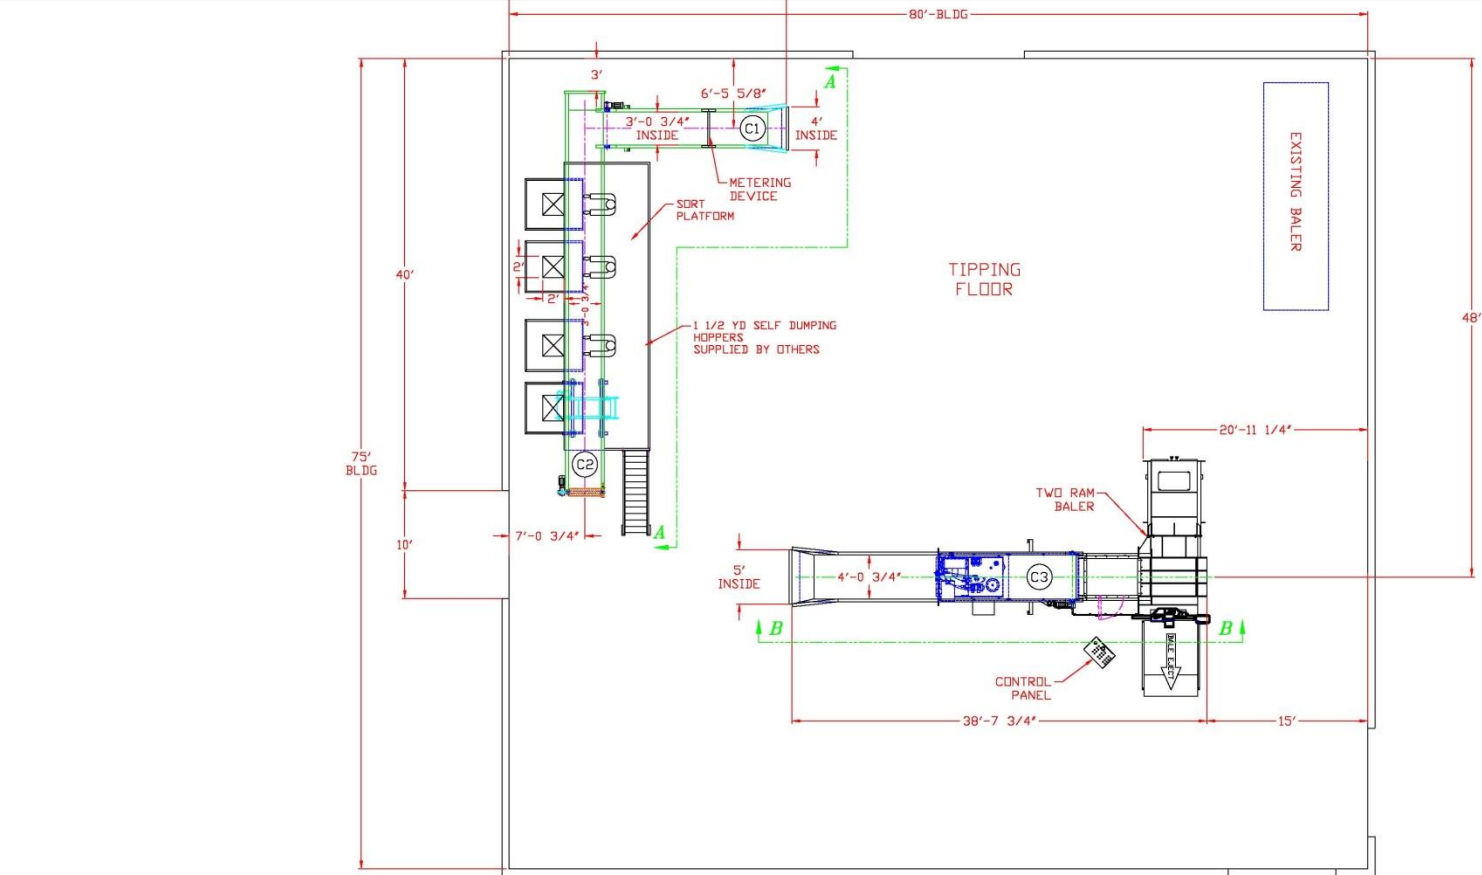 80'-BLDG
3'
6'-5 5/8"
A
3'-0 3/4"
INSIDE
C1
4'
INSIDE
METERING
DEVICE
SORT
PLATFORM
EXISTING BALER
TIPPING
FLOOR
40'
2'
2'
3'-0 3/4"
48'
1 1/2 YD SELF DUMPING
HOPPERS
SUPPLIED BY OTHERS
20'-11 1/4"
75'
BLDG
C2
TWO RAM
BALER
10'
7'-0 3/4"
A
5'
INSIDE
4'-0 3/4"
C3
B
B
BALE EJECT
CONTROL
PANEL
38'-7 3/4"
15'